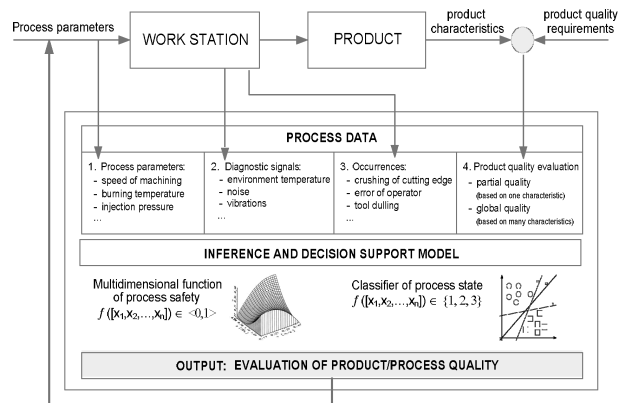 Process parameters
WORK STATION
PRODUCT
product
characteristics
product quality
requirements
PROCESS DATA
1. Process parameters:
- speed of machining
- burning temperature
- injection pressure
...
2. Diagnostic signals:
- environment temperature
- noise
- vibrations
...
3. Occurrences:
- crushing of cutting edge
- error of operator
- tool dulling
...
4. Product quality evaluation
- partial quality
(based on one characteristic)
- global quality
(based on many characteristics)
INFERENCE AND DECISION SUPPORT MODEL
Multidimensional function
of process safety
f ([x₁,x₂,...,xₙ]) ∈ <0,1>
Classifier of process state
f ([x₁,x₂,...,xₙ]) ∈ {1, 2, 3}
OUTPUT: EVALUATION OF PRODUCT/PROCESS QUALITY